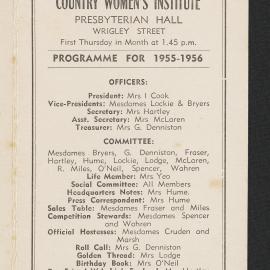 COUNTRY WOMEN'S INSTITUTE
PRESBYTERIAN HALL
WRIGLEY STREET
First Thursday in Month at 1.45 p.m.
PROGRAMME FOR 1955-1956
OFFICERS:
President: Mrs I Cook
Vice-Presidents: Mesdames Lockie & Bryers
Secretary: Mrs Hartley
Asst. Secretary: Mrs McLaren
Treasurer: Mrs G. Denniston
COMMITTEE:
Mesdames Bryers, G. Denniston, Fraser,
Hartley, Hume, Lockie, Lodge, McLaren,
R. Miles, O'Neil, Spencer, Wahren
Life Member: Mrs Yeo
Social Committee: All Members
Headquarters Notes: Mrs Hume.
Press Correspondent: Mrs Hume
Sales Table: Mesdames Fraser and Miles
Competition Stewards: Mesdames Spencer
and Wahren
Official Hostesses: Mesdames Cruden and
Marsh
Roll Call: Mrs G. Denniston
Golden Thread: Mrs Lodge
Birthday Book: Mrs O'Neil